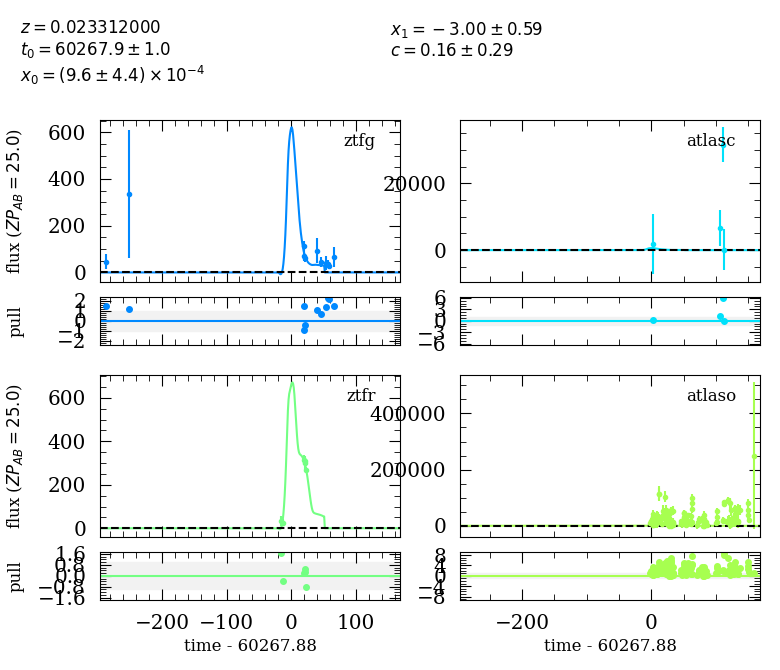 z = 0.023312000
t0 = 60267.9 ± 1.0
x0 = (9.6 ± 4.4) × 10^−4
x1 = −3.00 ± 0.59
c = 0.16 ± 0.29
flux (ZP_AB = 25.0)
600
400
200
0
ztfg
20000
0
atlasc
pull
2
1
0
−1
−2
6
3
0
−3
−6
flux (ZP_AB = 25.0)
600
400
200
0
ztfr
400000
200000
0
atlaso
pull
1.6
0.8
0.0
−0.8
−1.6
8
4
0
−4
−8
−200 −100 0 100
−200 0
time - 60267.88
time - 60267.88